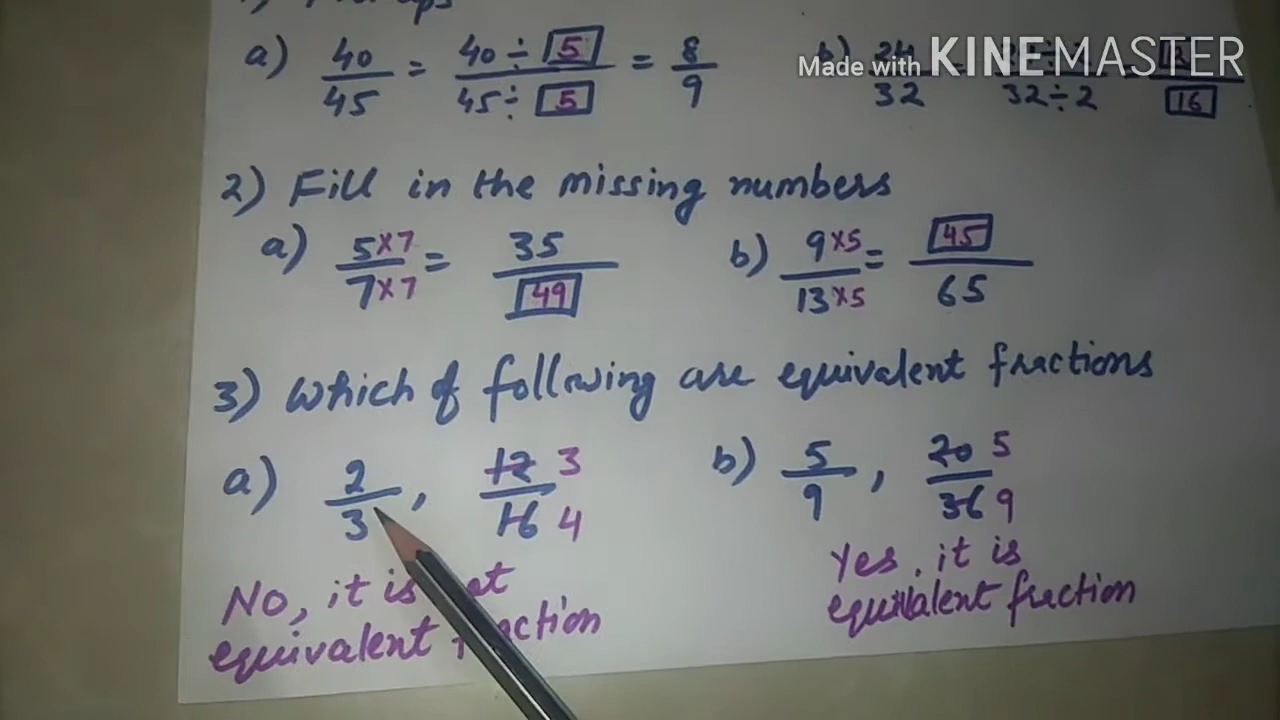 a) 40/45 = 40 ÷ 5/45 ÷ 5 = 8/9 b) 24/32 = ÷/32 ÷ 2 = /16
Made with KINEMASTER
2) Fill in the missing numbers
a) 5 ×7/7 ×7 = 35/49 b) 9 ×5/13 ×5 = 45/65
3) Which of following are equivalent fractions
a) 2/3 , 12/16 3/4 b) 5/9 , 20/36 5/9
No, it is equivalent
Yes, it is
equivalent fraction